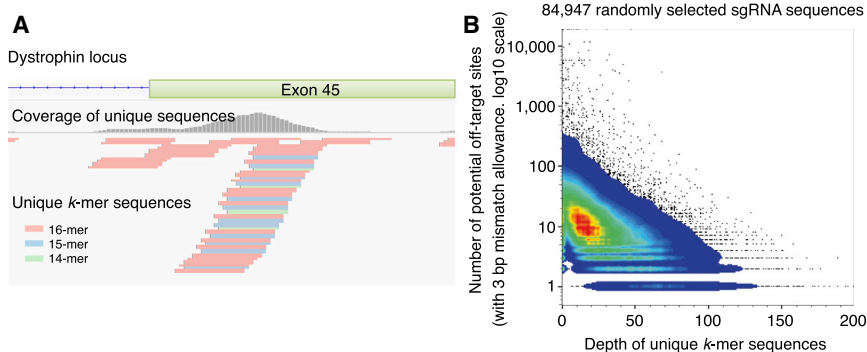 A
Dystrophin locus
Exon 45
Coverage of unique sequences
Unique k-mer sequences
16-mer
15-mer
14-mer
B
84,947 randomly selected sgRNA sequences
Number of potential off-target sites
(with 3 bp mismatch allowance. log10 scale)
10,000
1,000
100
10
1
0
50
100
150
200
Depth of unique k-mer sequences